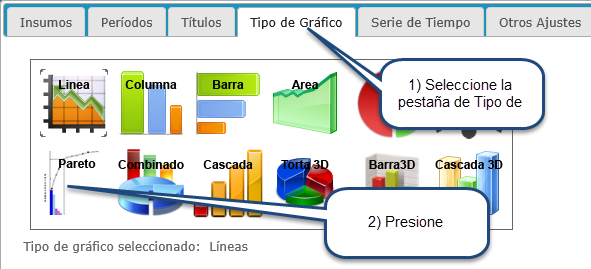 Insumos Períodos Títulos Tipo de Gráfico Serie de Tiempo Otros Ajustes
Linea Columna Barra Area
1) Seleccione la
pestaña de Tipo de
Pareto Combinado Cascada Torta 3D Barra3D Cascada 3D
2) Presione
Tipo de gráfico seleccionado: Líneas